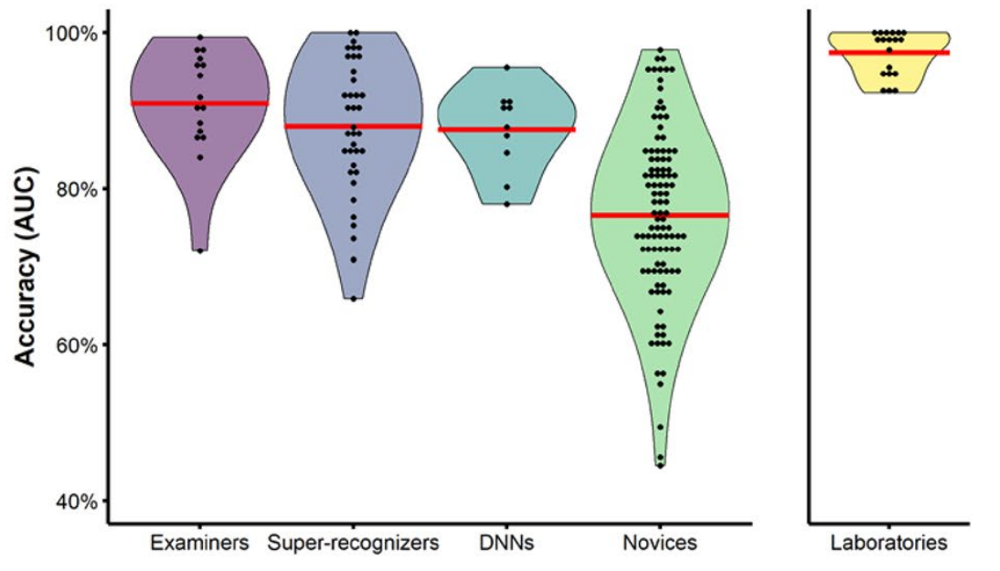 Accuracy (AUC)
100%
80%
60%
40%
Examiners Super-recognizers DNNs Novices Laboratories